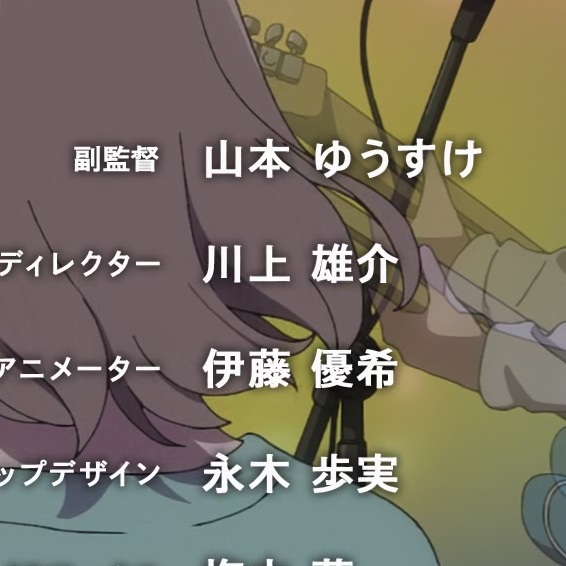 副監督 山本 ゆうすけ
ディレクター 川上 雄介
アニメーター 伊藤 優希
ップデザイン 永木 歩実